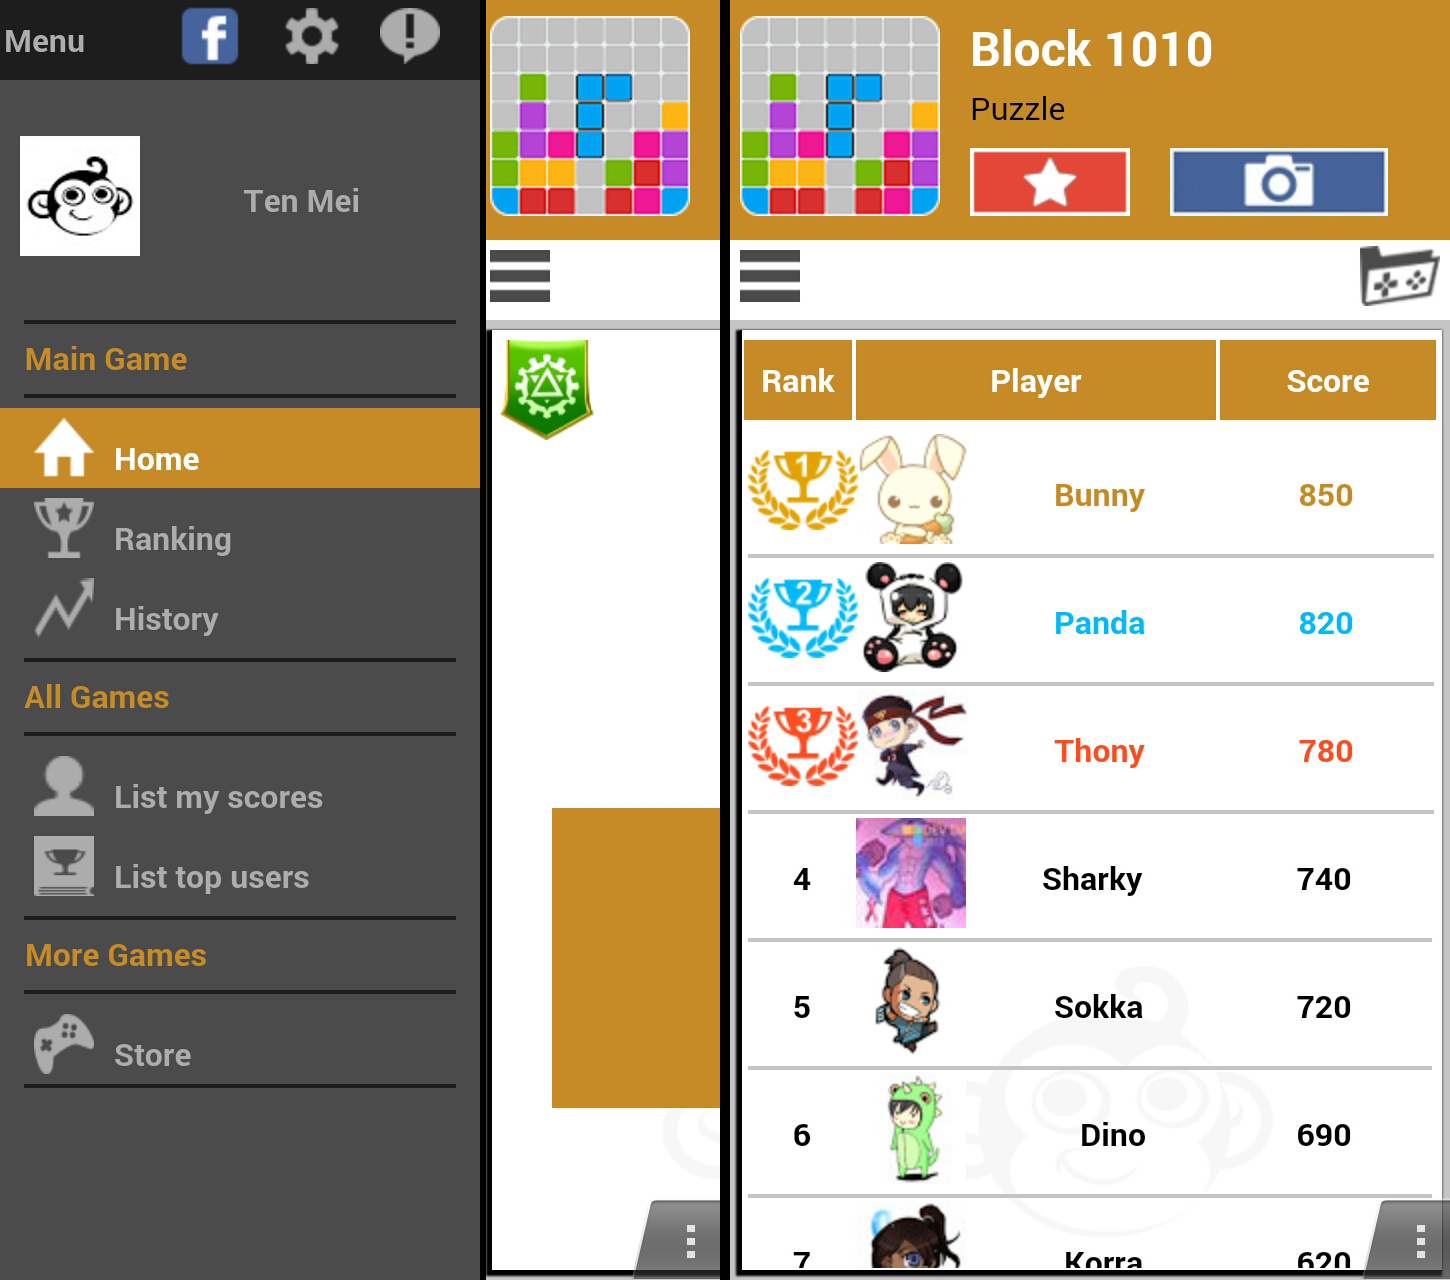 Menu
Ten Mei
Main Game
Home
Ranking
History
All Games
List my scores
List top users
More Games
Store
Block 1010
Puzzle
Rank Player Score
1 Bunny 850
2 Panda 820
3 Thony 780
4 Sharky 740
5 Sokka 720
6 Dino 690
7 Korra 620